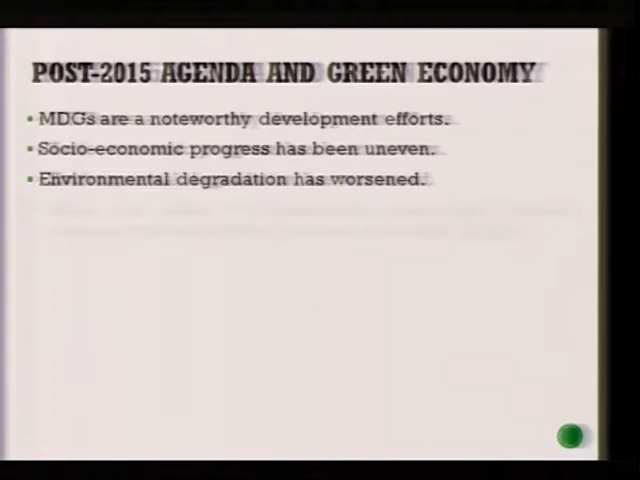 POST-2015 AGENDA AND GREEN ECONOMY
▪ MDGs are a noteworthy development efforts.
▪ Socio-economic progress has been uneven.
▪ Environmental degradation has worsened.